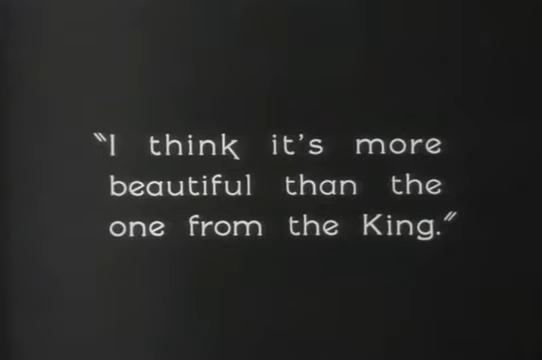 "I think it's more
beautiful than the
one from the King."